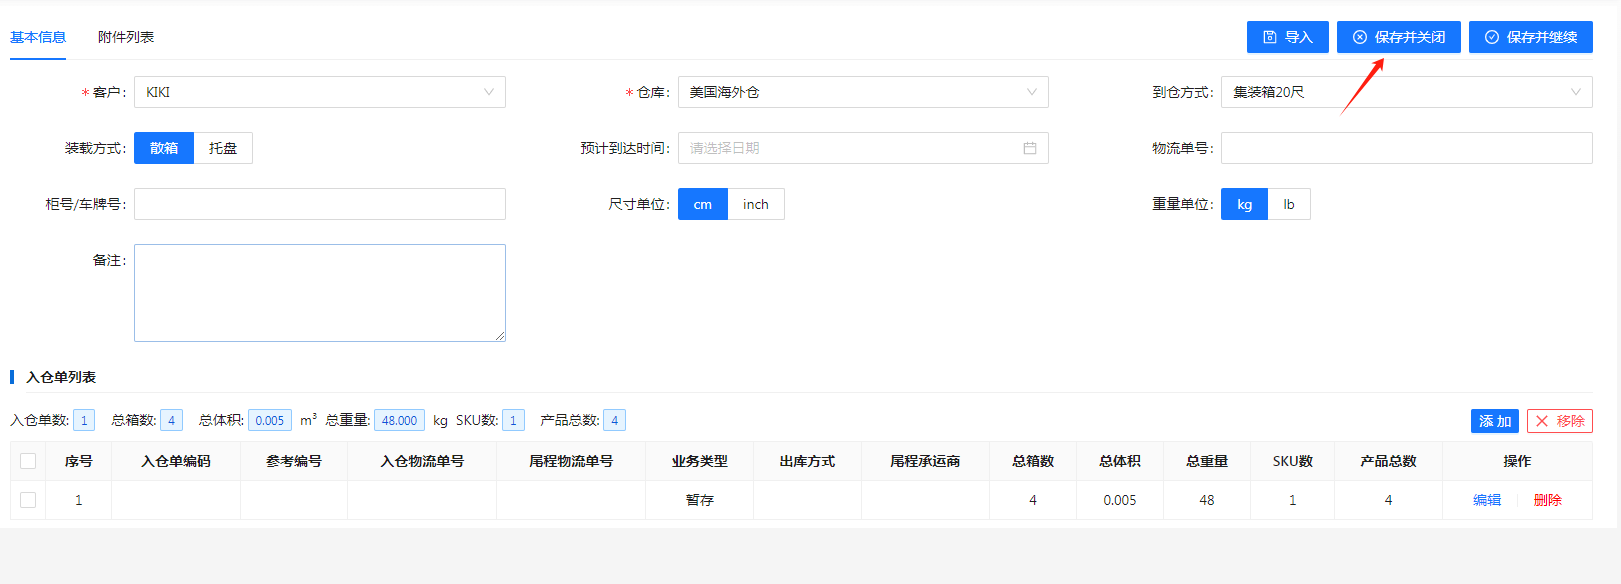 基本信息 附件列表 导入 保存并关闭 保存并继续
* 客户: KIKI * 仓库: 美国海外仓 到仓方式: 集装箱20尺
装载方式: 散箱 托盘 预计到达时间: 请选择日期 物流单号:
柜号/车牌号: 尺寸单位: cm inch 重量单位: kg lb
备注:
入仓单列表
入仓单数: 1 总箱数: 4 总体积: 0.005 m³ 总重量: 48.000 kg SKU数: 1 产品总数: 4 添加 移除
序号 入仓单编码 参考编号 入仓物流单号 尾程物流单号 业务类型 出库方式 尾程承运商 总箱数 总体积 总重量 SKU数 产品总数 操作
1 暂存 4 0.005 48 1 4 编辑 删除